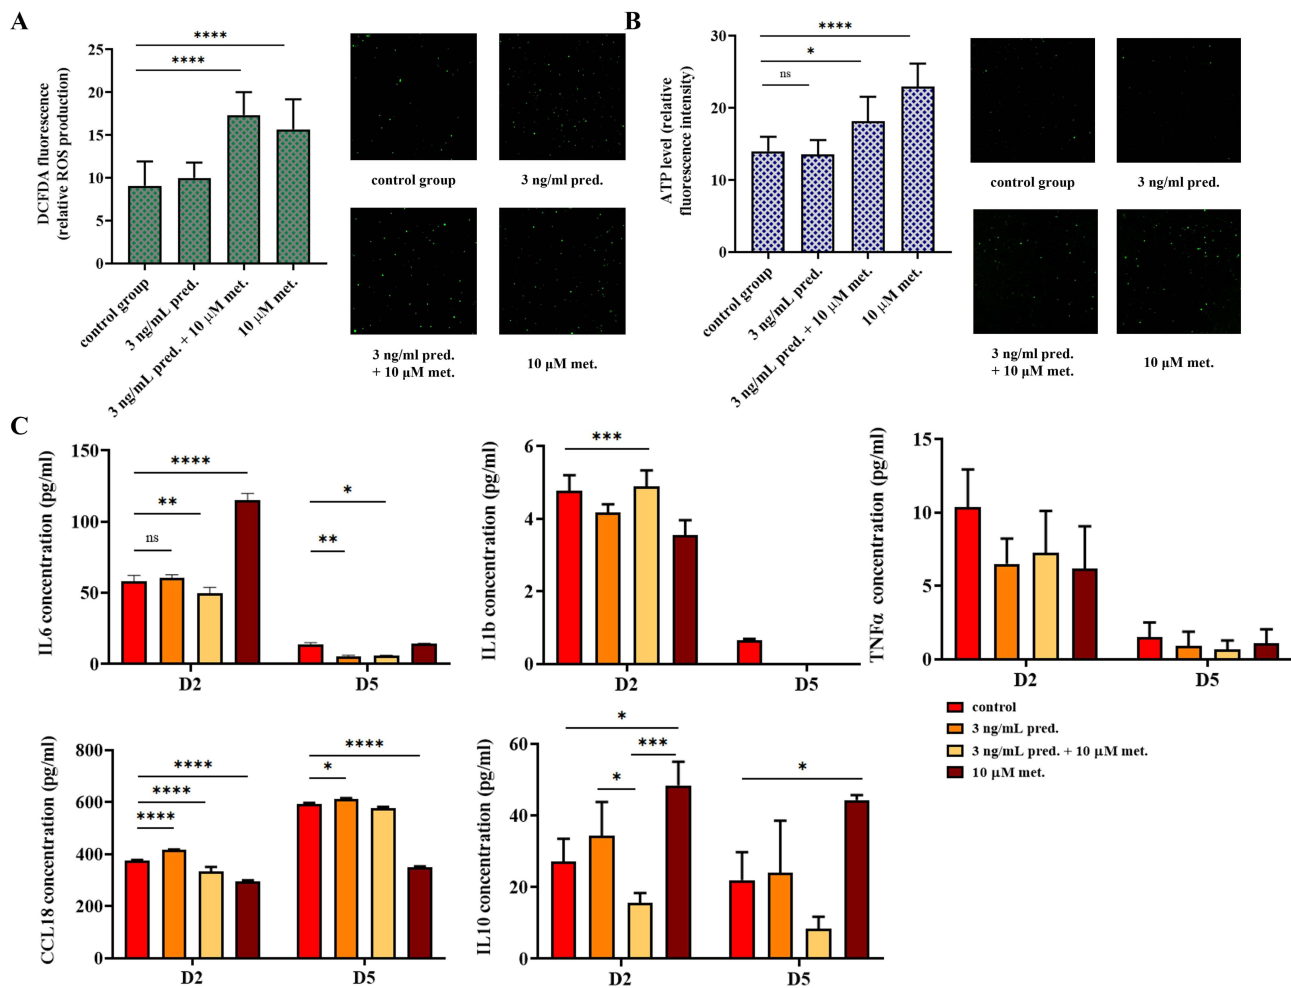 A
DCFDA fluorescence
(relative ROS production)
25
20
15
10
5
0
****
****
control group
3 ng/mL pred.
3 ng/mL pred. + 10 μM met.
10 μM met.
control group
3 ng/ml pred.
3 ng/ml pred.
+ 10 μM met.
10 μM met.
B
ATP level (relative
fluorescence intensity)
30
20
10
0
****
*
ns
control group
3 ng/mL pred.
3 ng/mL pred. + 10 μM met.
10 μM met.
control group
3 ng/ml pred.
3 ng/ml pred.
+ 10 μM met.
10 μM met.
C
IL6 concentration (pg/ml)
150
100
50
0
****
**
ns
*
**
D2
D5
IL1b concentration (pg/ml)
6
4
2
0
***
D2
D5
TNFα concentration (pg/ml)
15
10
5
0
D2
D5
control
3 ng/mL pred.
3 ng/mL pred. + 10 μM met.
10 μM met.
CCL18 concentration (pg/ml)
800
600
400
200
0
****
****
****
****
*
D2
D5
IL10 concentration (pg/ml)
60
40
20
0
*
***
*
*
D2
D5